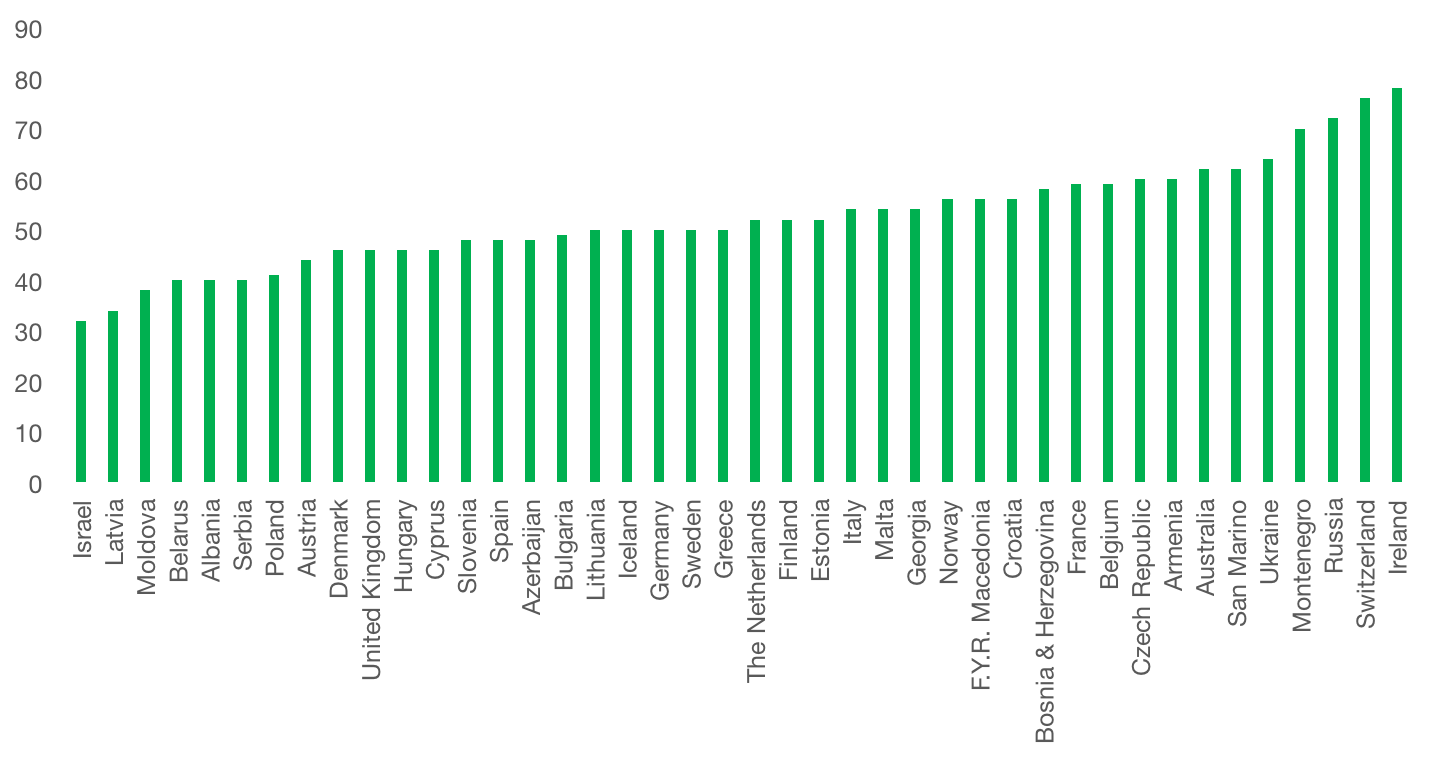 90
80
70
60
50
40
30
20
10
0
Israel
Latvia
Moldova
Belarus
Albania
Serbia
Poland
Austria
Denmark
United Kingdom
Hungary
Cyprus
Slovenia
Spain
Azerbaijan
Bulgaria
Lithuania
Iceland
Germany
Sweden
Greece
The Netherlands
Finland
Estonia
Italy
Malta
Georgia
Norway
F.Y.R. Macedonia
Croatia
Bosnia & Herzegovina
France
Belgium
Czech Republic
Armenia
Australia
San Marino
Ukraine
Montenegro
Russia
Switzerland
Ireland